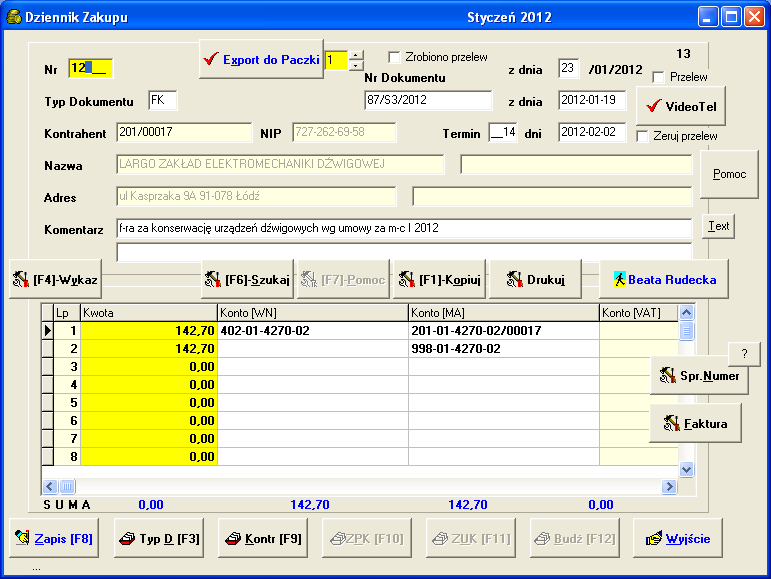 Dziennik Zakupu Styczeń 2012
Nr 12__ Export do Paczki 1 Zrobiono przelew z dnia 23 /01/2012 13
Przelew
Typ Dokumentu FK Nr Dokumentu 87/S3/2012 z dnia 2012-01-19 VideoTel
Kontrahent 201/00017 NIP 727-262-69-58 Termin __14 dni 2012-02-02 Zeruj przelew
Nazwa LARGO ZAKŁAD ELEKTROMECHANIKI DŹWIGOWEJ Pomoc
Adres ul Kasprzaka 9A 91-078 Łódź
Komentarz f-ra za konserwację urządzeń dźwigowych wg umowy za m-c I 2012 Text
[F4]-Wykaz [F6]-Szukaj [F7]-Pomoc [F1]-Kopiuj Drukuj Beata Rudecka
Lp Kwota Konto [WN] Konto [MA] Konto [VAT]
1 142,70 402-01-4270-02 201-01-4270-02/00017
2 142,70 998-01-4270-02
3 0,00
4 0,00
5 0,00
6 0,00
7 0,00
8 0,00
?
Spr.Numer
Faktura
S U M A 0,00 142,70 142,70 0,00
Zapis [F8] Typ D [F3] Kontr [F9] ZPK [F10] ZUK [F11] Budż [F12] Wyjście
...